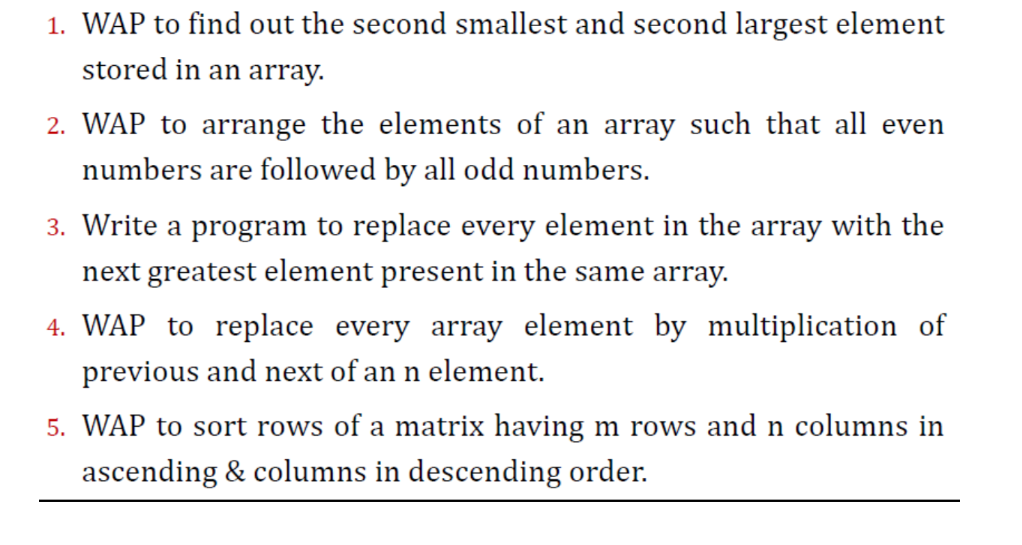 1. WAP to find out the second smallest and second largest element
stored in an array.
2. WAP to arrange the elements of an array such that all even
numbers are followed by all odd numbers.
3. Write a program to replace every element in the array with the
next greatest element present in the same array.
4. WAP to replace every array element by multiplication of
previous and next of an n element.
5. WAP to sort rows of a matrix having m rows and n columns in
ascending & columns in descending order.